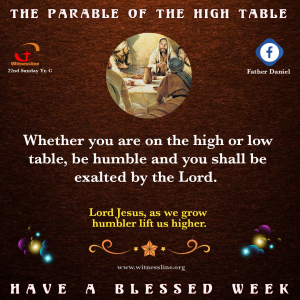 THE PARABLE OF THE HIGH TABLE
Witnessline
22nd Sunday Yr. C
Father Daniel
Whether you are on the high or low
table, be humble and you shall be
exalted by the Lord.
Lord Jesus, as we grow
humbler lift us higher.
www.witnessline.org
HAVE A BLESSED WEEK